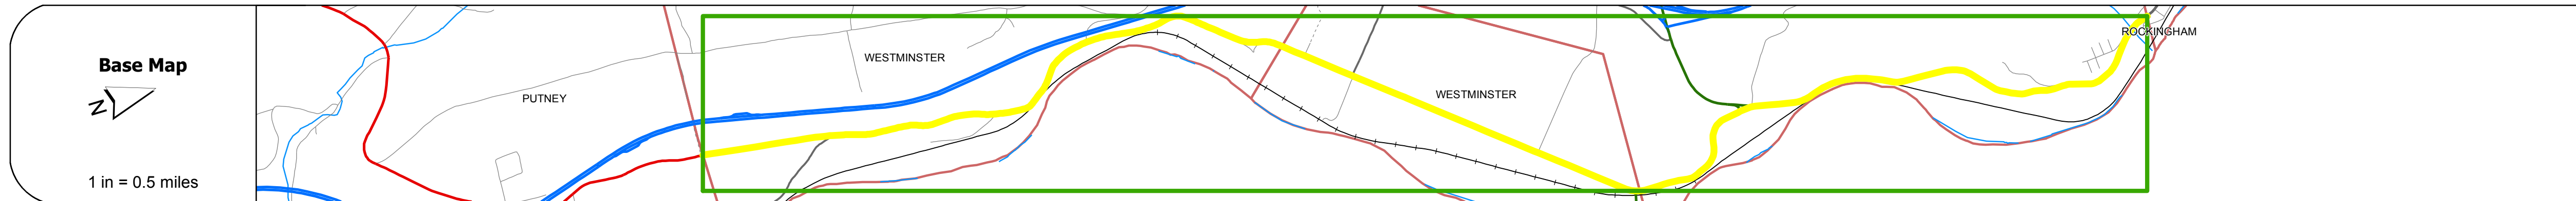 Base Map
N
1 in = 0.5 miles
PUTNEY
WESTMINSTER
WESTMINSTER
ROCKINGHAM